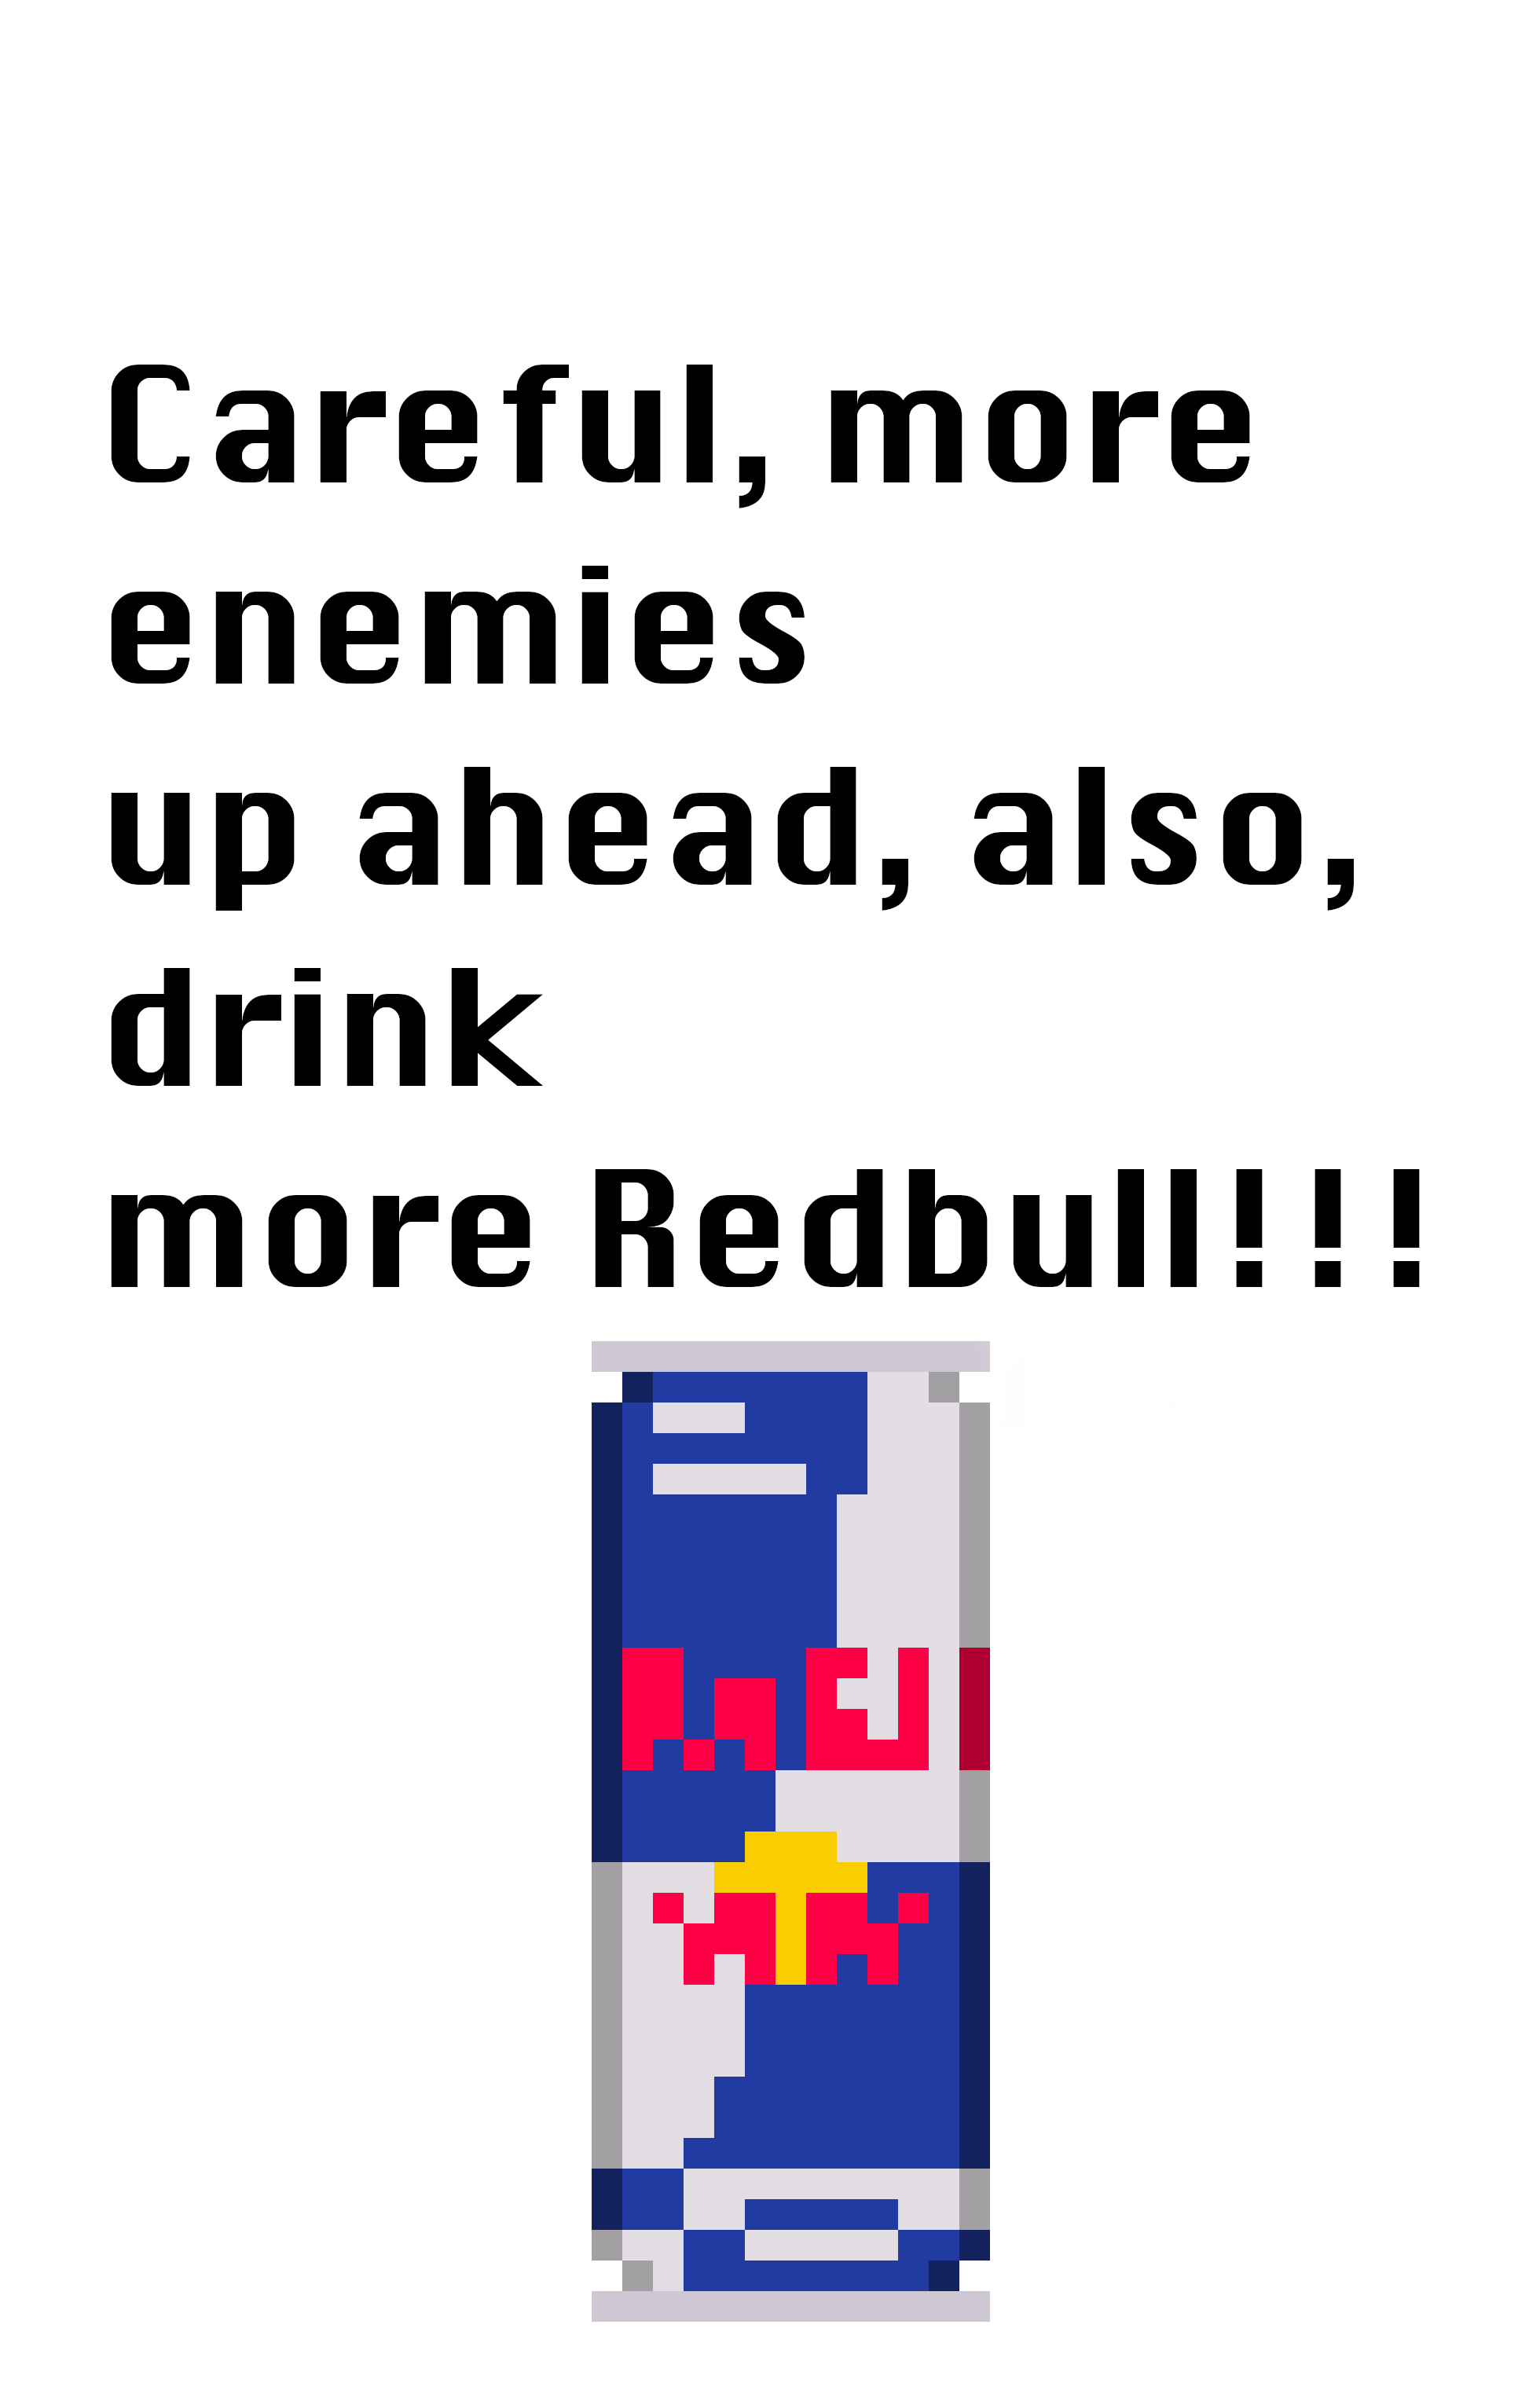 Careful, more
enemies
up ahead, also,
drink
more Redbull!!!